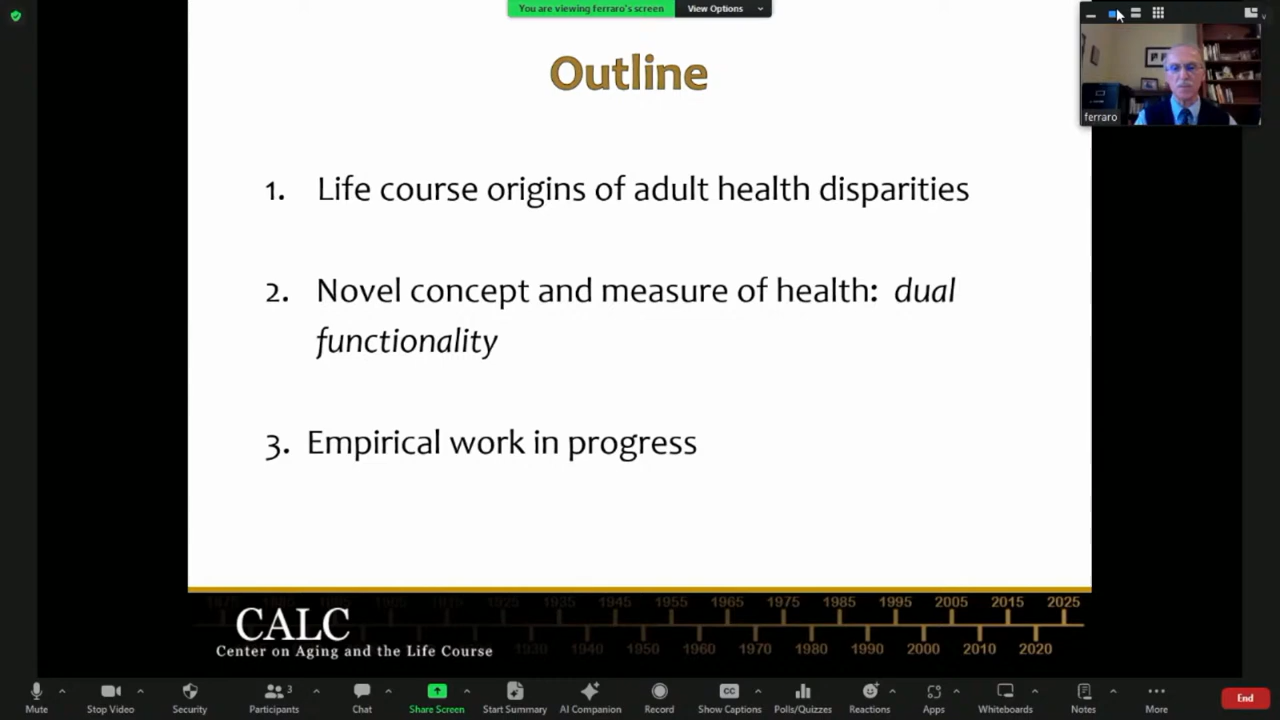 You are viewing ferraro's screen
View Options
ferraro
Outline
1. Life course origins of adult health disparities
2. Novel concept and measure of health: dual
functionality
3. Empirical work in progress
CALC
Center on Aging and the Life Course
1925 1935 1945 1955 1965 1975 1985 1995 2005 2015 2025
1930 1940 1950 1960 1970 1980 1990 2000 2010 2020
Mute
Stop Video
Security
Participants 3
Chat
Share Screen
Start Summary
AI Companion
Record
CC
Show Captions
Polls/Quizzes
Reactions
Apps
Whiteboards
Notes
More
End